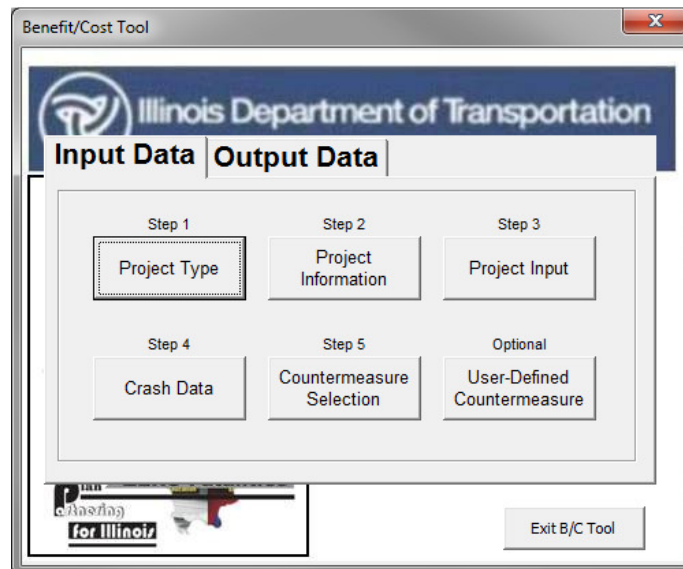 Benefit/Cost Tool
Illinois Department of Transportation
Input Data
Output Data
Step 1
Step 2
Step 3
Project Type
Project
Information
Project Input
Step 4
Step 5
Optional
Crash Data
Countermeasure
Selection
User-Defined
Countermeasure
for Illinois
Exit B/C Tool